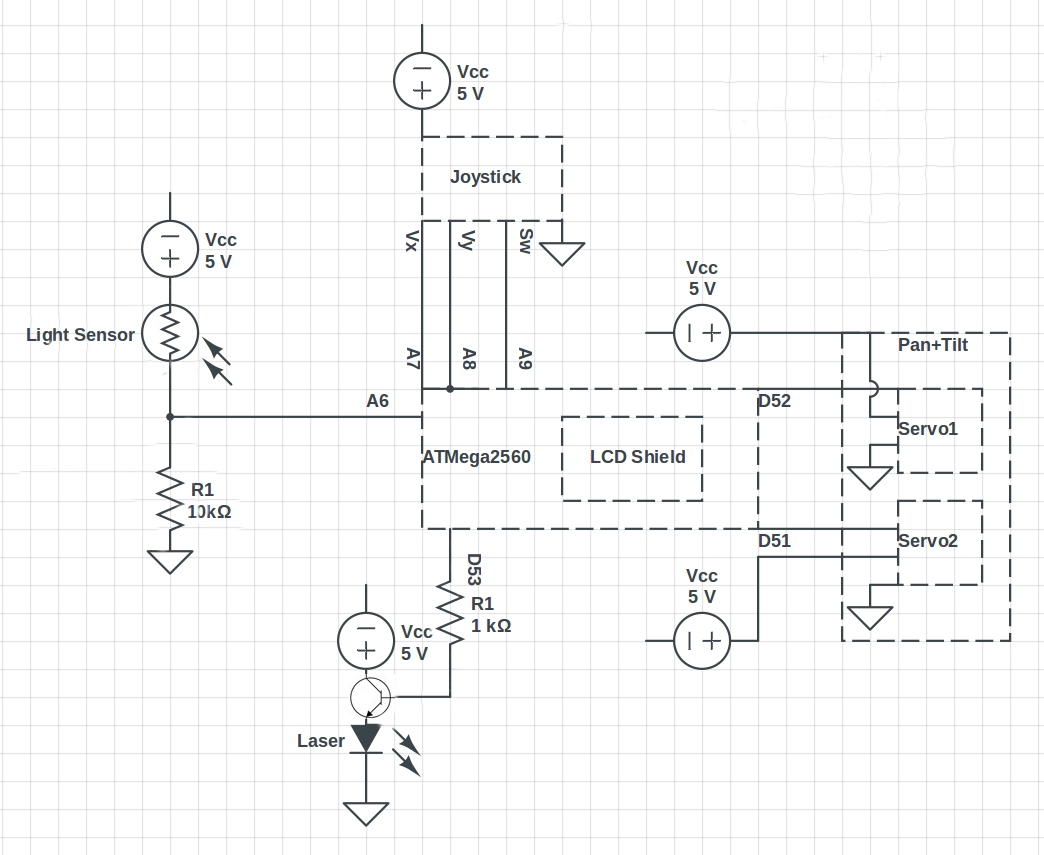 Vcc
5 V
Joystick
Vx
Vy
Sw
Vcc
5 V
Light Sensor
Vcc
5 V
Pan+Tilt
A7
A8
A9
A6
D52
Servo1
ATMega2560
LCD Shield
R1
10kΩ
D51
Servo2
D53
Vcc
5 V
R1
1 kΩ
Vcc
5 V
Laser